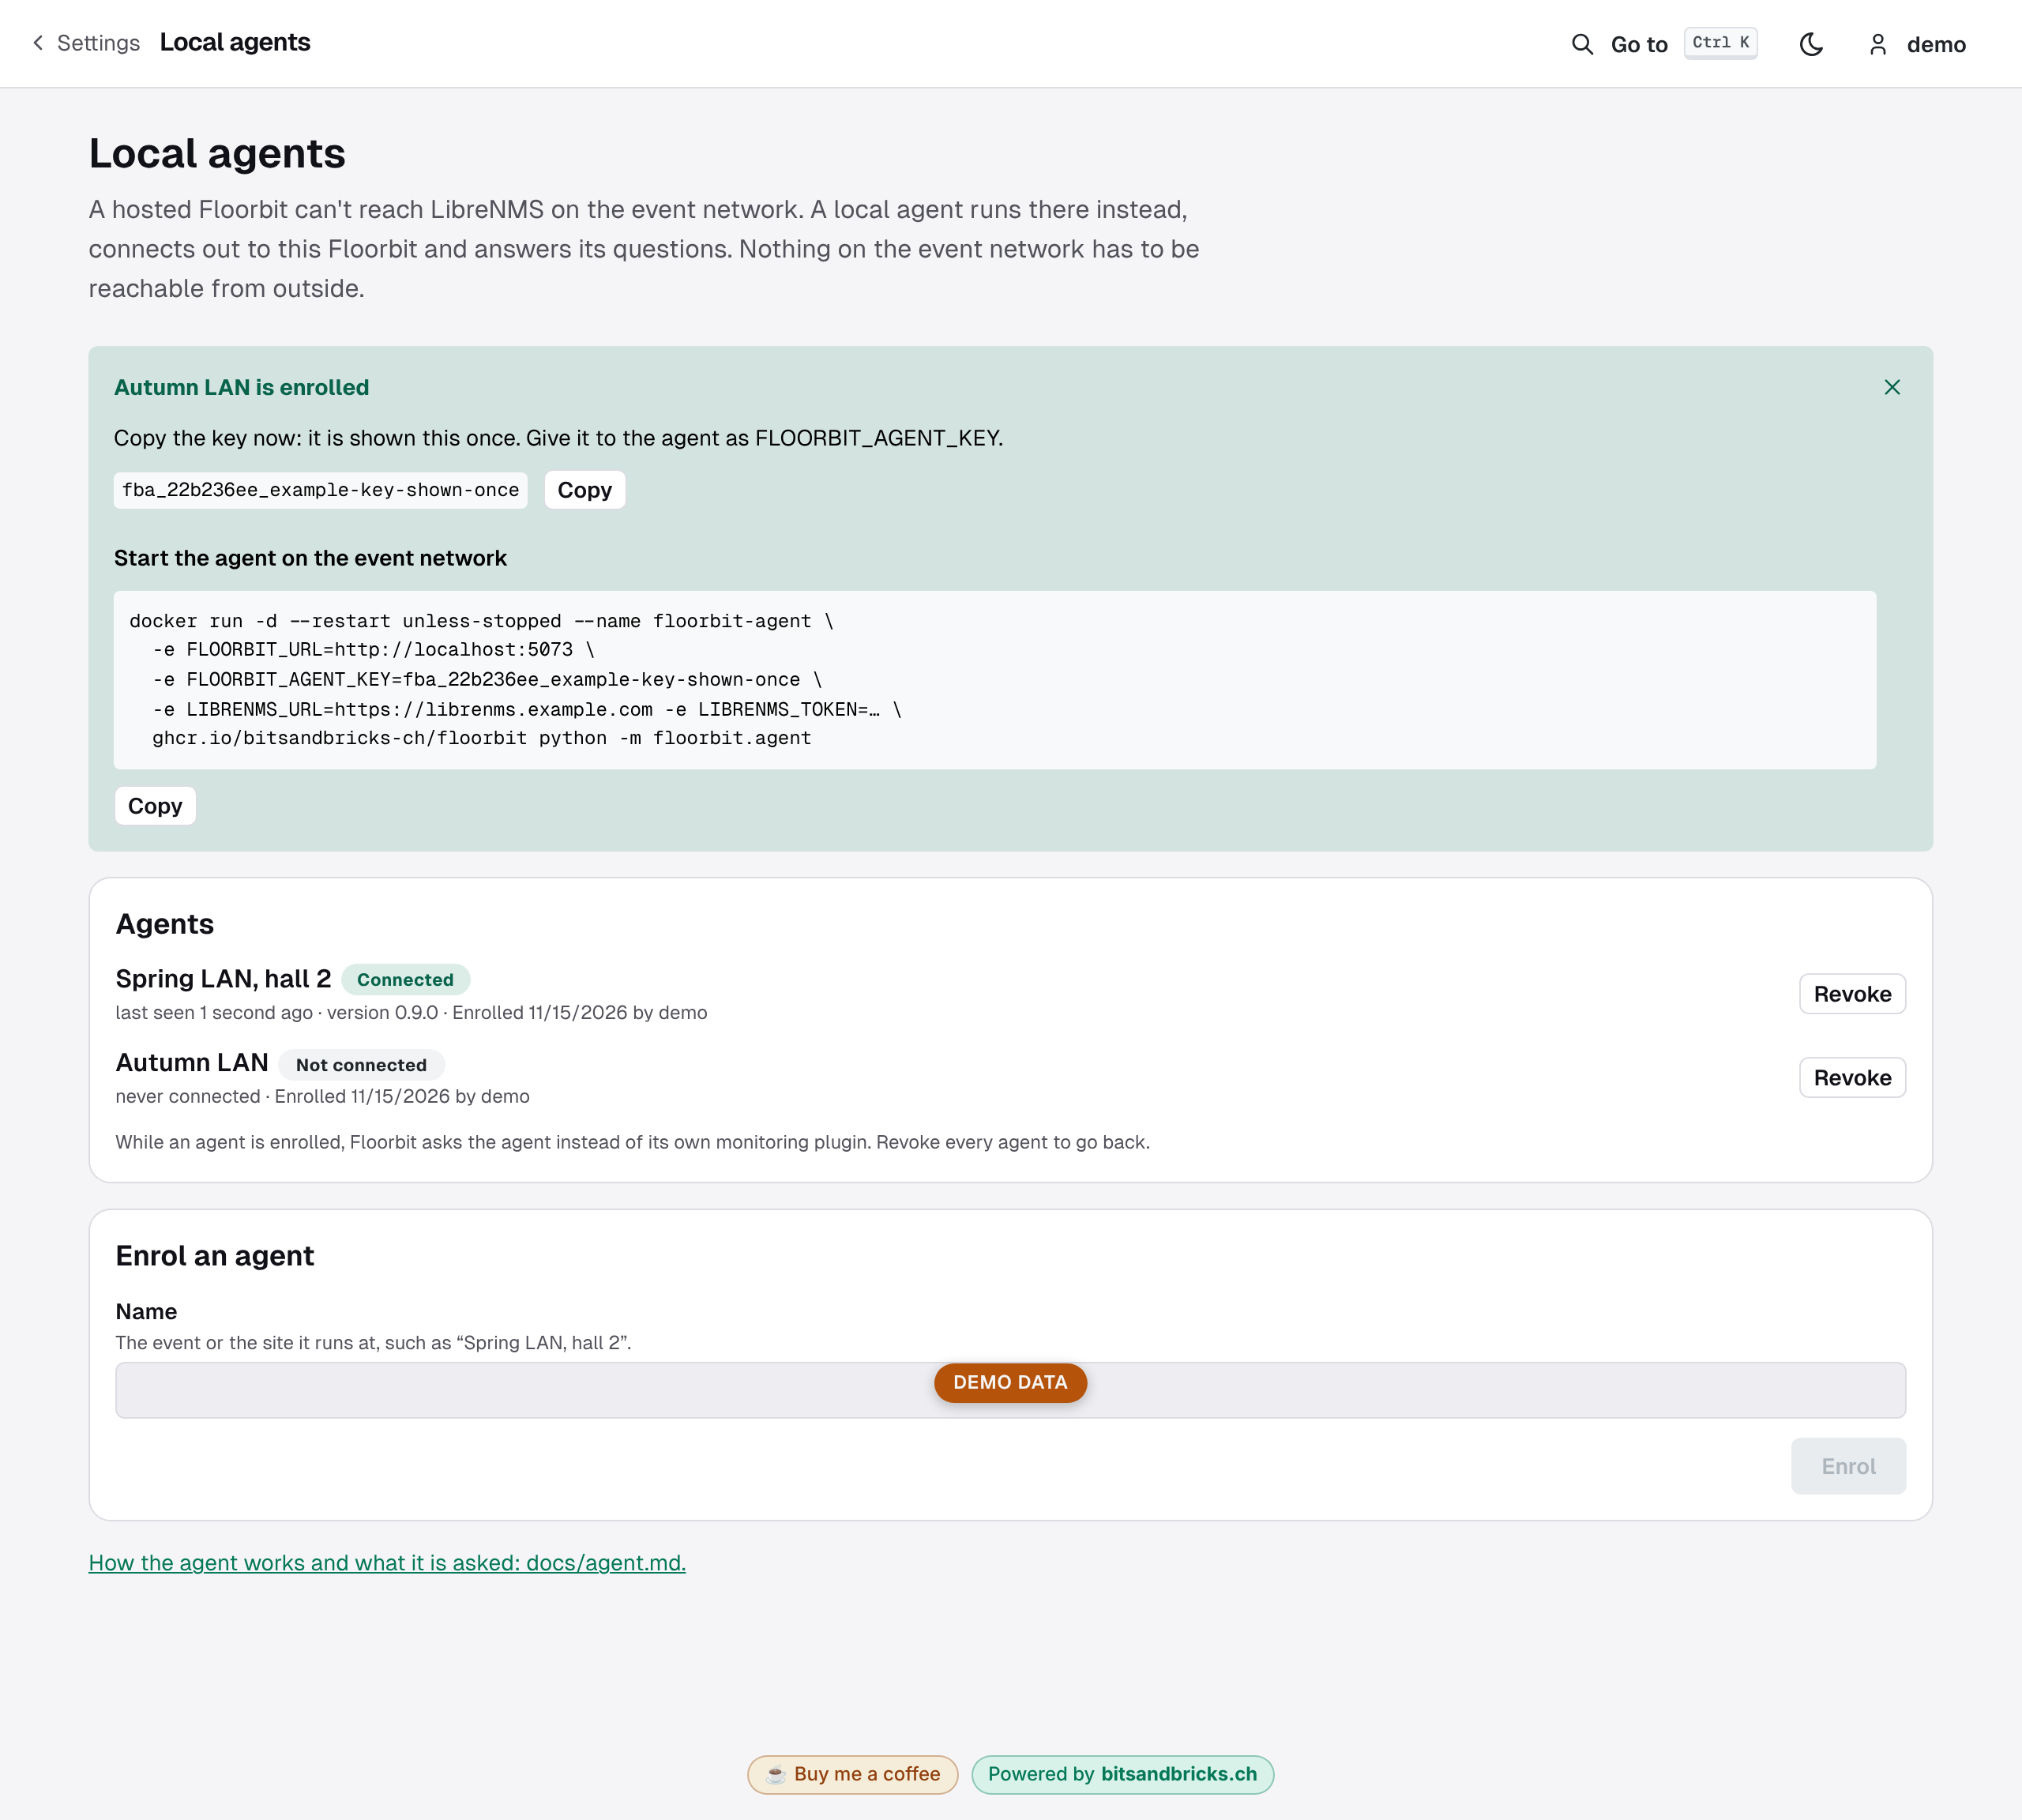 Settings Local agents
Go to Ctrl K demo
Local agents
A hosted Floorbit can't reach LibreNMS on the event network. A local agent runs there instead,
connects out to this Floorbit and answers its questions. Nothing on the event network has to be
reachable from outside.
Autumn LAN is enrolled
Copy the key now: it is shown this once. Give it to the agent as FLOORBIT_AGENT_KEY.
fba_22b236ee_example-key-shown-once Copy
Start the agent on the event network
docker run -d --restart unless-stopped --name floorbit-agent \
  -e FLOORBIT_URL=http://localhost:5073 \
  -e FLOORBIT_AGENT_KEY=fba_22b236ee_example-key-shown-once \
  -e LIBRENMS_URL=https://librenms.example.com -e LIBRENMS_TOKEN=… \
  ghcr.io/bitsandbricks-ch/floorbit python -m floorbit.agent
Copy
Agents
Spring LAN, hall 2 Connected
last seen 1 second ago · version 0.9.0 · Enrolled 11/15/2026 by demo
Revoke
Autumn LAN Not connected
never connected · Enrolled 11/15/2026 by demo
Revoke
While an agent is enrolled, Floorbit asks the agent instead of its own monitoring plugin. Revoke every agent to go back.
Enrol an agent
Name
The event or the site it runs at, such as “Spring LAN, hall 2”.
DEMO DATA
Enrol
How the agent works and what it is asked: docs/agent.md.
Buy me a coffee
Powered by bitsandbricks.ch